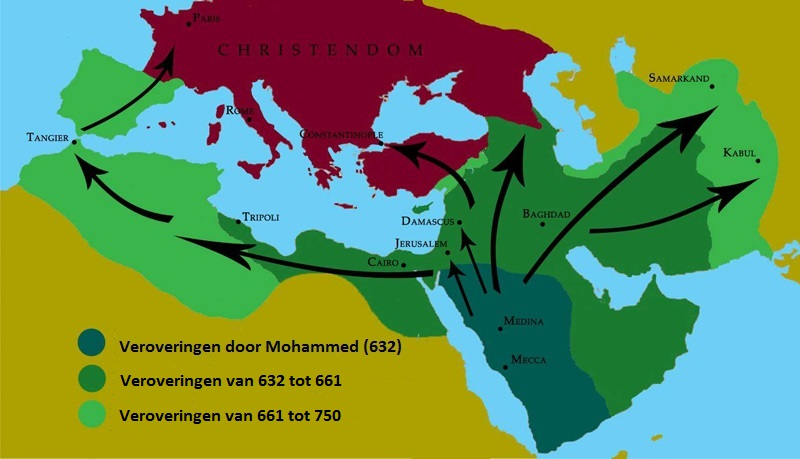 PARIS
CHRISTENDOM
SAMARKAND
ROME
TANGIER
CONSTANTINOPLE
KABUL
TRIPOLI
DAMASCUS
BAGHDAD
JERUSALEM
CAIRO
MEDINA
MECCA
Veroveringen door Mohammed (632)
Veroveringen van 632 tot 661
Veroveringen van 661 tot 750